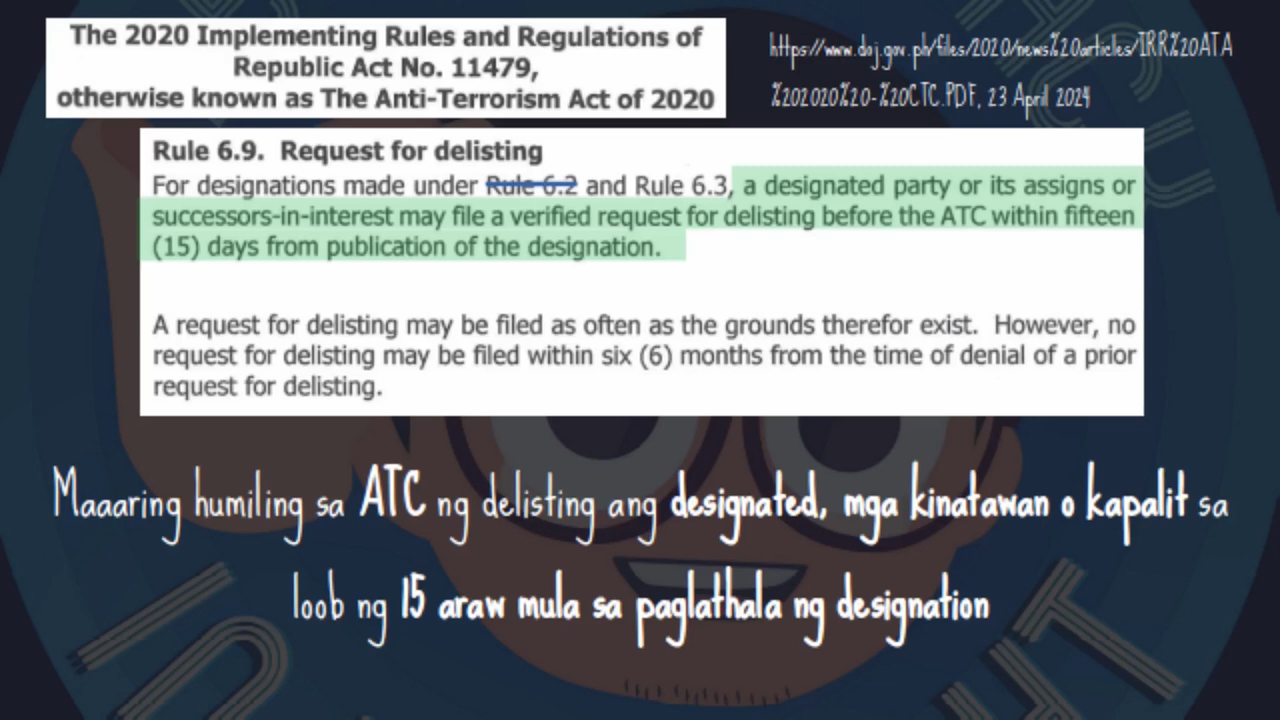 The 2020 Implementing Rules and Regulations of
Republic Act No. 11479,
otherwise known as The Anti-Terrorism Act of 2020
https://www.doj.gov.ph/files/2020/news%20articles/IRR%20ATA
%202020%20-%20CTC.PDF, 23 April 2024
Rule 6.9. Request for delisting
For designations made under Rule 6.2 and Rule 6.3, a designated party or its assigns or
successors-in-interest may file a verified request for delisting before the ATC within fifteen
(15) days from publication of the designation.
A request for delisting may be filed as often as the grounds therefor exist. However, no
request for delisting may be filed within six (6) months from the time of denial of a prior
request for delisting.
Maaaring humiling sa ATC ng delisting ang designated, mga kinatawan o kapalit sa
loob ng 15 araw mula sa paglathala ng designation